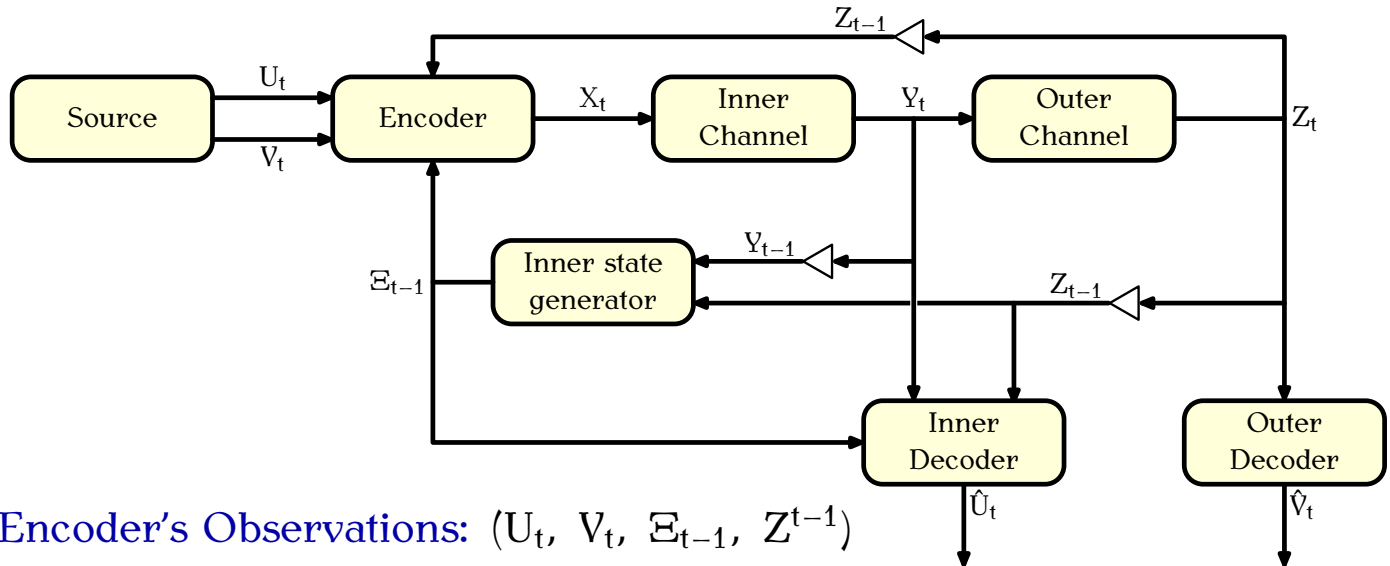 Z_{t−1}
Source
U_t
V_t
Encoder
X_t
Inner
Channel
Y_t
Outer
Channel
Z_t
Ξ_{t−1}
Inner state
generator
Y_{t−1}
Z_{t−1}
Inner
Decoder
Outer
Decoder
Û_t
V̂_t
Encoder's Observations: (U_t, V_t, Ξ_{t−1}, Z^{t−1})